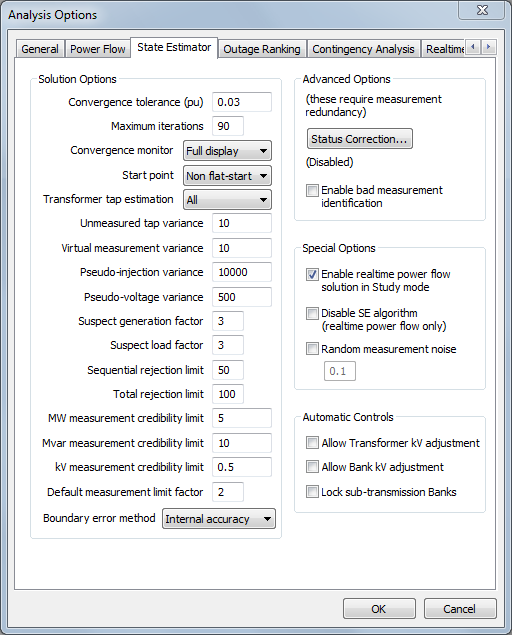 Analysis Options
General Power Flow State Estimator Outage Ranking Contingency Analysis Realtime
Solution Options
Convergence tolerance (pu) 0.03
Maximum iterations 90
Convergence monitor Full display
Start point Non flat-start
Transformer tap estimation All
Unmeasured tap variance 10
Virtual measurement variance 10
Pseudo-injection variance 10000
Pseudo-voltage variance 500
Suspect generation factor 3
Suspect load factor 3
Sequential rejection limit 50
Total rejection limit 100
MW measurement credibility limit 5
Mvar measurement credibility limit 10
kV measurement credibility limit 0.5
Default measurement limit factor 2
Boundary error method Internal accuracy
Advanced Options
(these require measurement
redundancy)
Status Correction...
(Disabled)
Enable bad measurement
identification
Special Options
Enable realtime power flow
solution in Study mode
Disable SE algorithm
(realtime power flow only)
Random measurement noise
0.1
Automatic Controls
Allow Transformer kV adjustment
Allow Bank kV adjustment
Lock sub-transmission Banks
OK Cancel